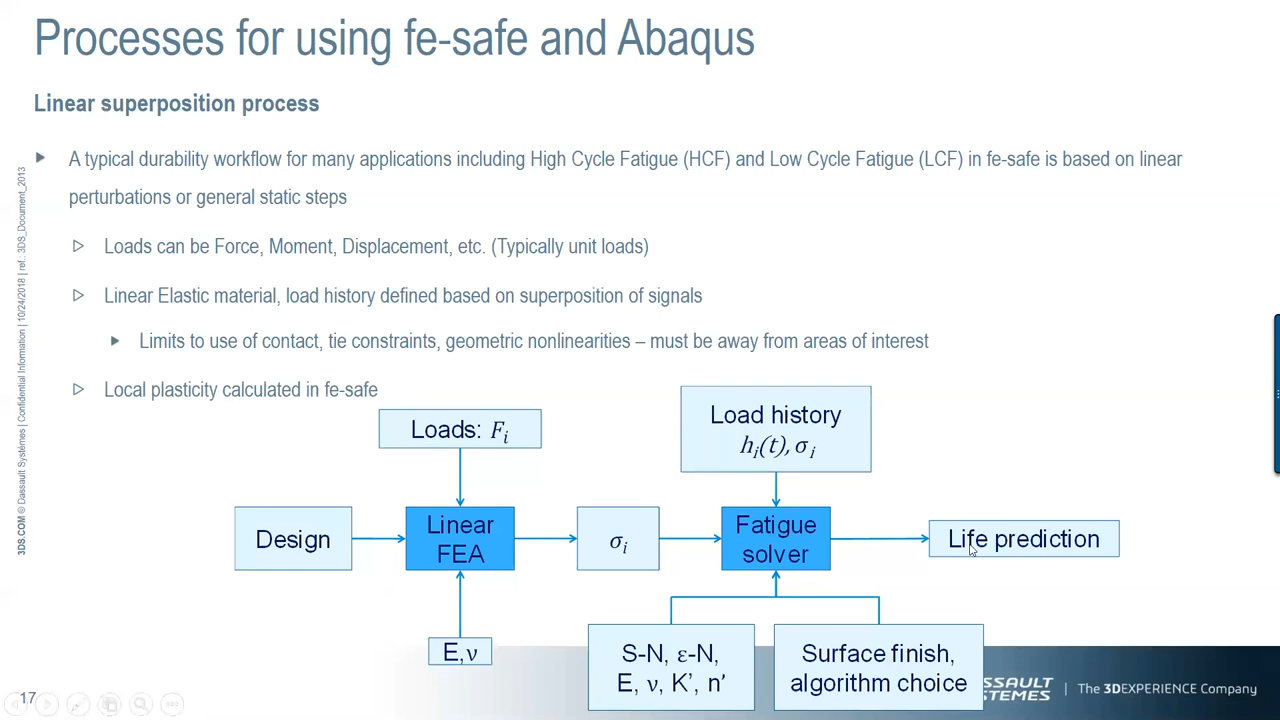 Processes for using fe-safe and Abaqus
Linear superposition process
A typical durability workflow for many applications including High Cycle Fatigue (HCF) and Low Cycle Fatigue (LCF) in fe-safe is based on linear
perturbations or general static steps
Loads can be Force, Moment, Displacement, etc. (Typically unit loads)
Linear Elastic material, load history defined based on superposition of signals
Limits to use of contact, tie constraints, geometric nonlinearities – must be away from areas of interest
Local plasticity calculated in fe-safe
Loads: Fi
Load history
hi(t), σi
Design
Linear
FEA
σi
Fatigue
solver
Life prediction
E,ν
S-N, ε-N,
E, ν, K’, n’
Surface finish,
algorithm choice
3DS.COM © Dassault Systèmes | Confidential Information | 10/24/2018 | ref.: 3DS_Document_2013
17
ASSAULT
STEMES
The 3DEXPERIENCE Company